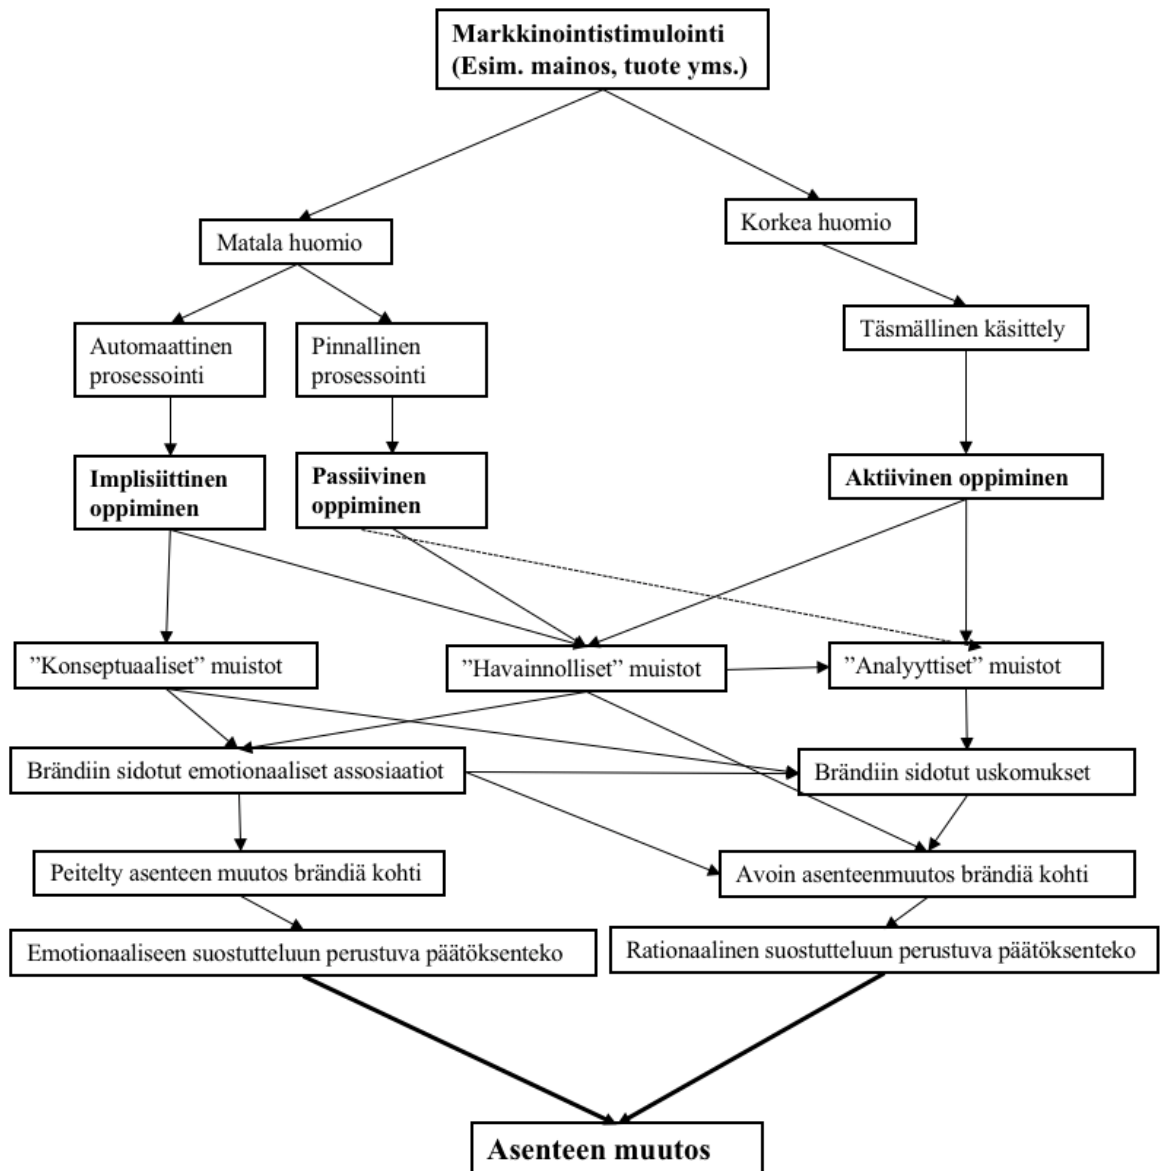 Markkinointistimulointi
(Esim. mainos, tuote yms.)
Matala huomio
Korkea huomio
Automaattinen
prosessointi
Pinnallinen
prosessointi
Täsmällinen käsittely
Implisiittinen
oppiminen
Passiivinen
oppiminen
Aktiivinen oppiminen
”Konseptuaaliset” muistot
”Havainnolliset” muistot
”Analyyttiset” muistot
Brändiin sidotut emotionaaliset assosiaatiot
Brändiin sidotut uskomukset
Peitelty asenteen muutos brändiä kohti
Avoin asenteenmuutos brändiä kohti
Emotionaaliseen suostutteluun perustuva päätöksenteko
Rationaalinen suostutteluun perustuva päätöksenteko
Asenteen muutos